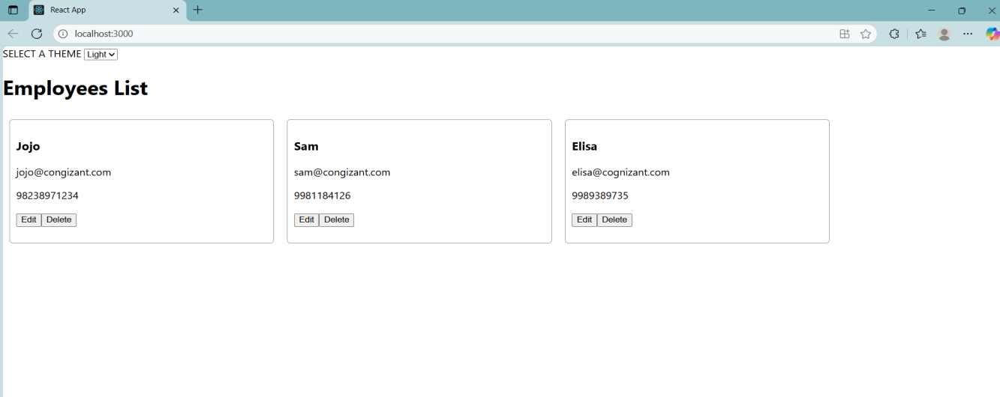 React App
localhost:3000
SELECT A THEME Light
Employees List
Jojo
jojo@congizant.com
98238971234
Edit Delete
Sam
sam@congizant.com
9981184126
Edit Delete
Elisa
elisa@cognizant.com
9989389735
Edit Delete